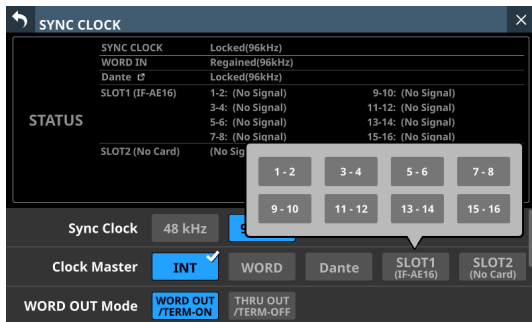 SYNC CLOCK
SYNC CLOCK Locked(96kHz)
WORD IN Regained(96kHz)
Dante Locked(96kHz)
STATUS
SLOT1 (IF-AE16) 1-2: (No Signal) 9-10: (No Signal)
3-4: (No Signal) 11-12: (No Signal)
5-6: (No Signal) 13-14: (No Signal)
7-8: (No Signal) 15-16: (No Signal)
SLOT2 (No Card) (No Sig
1 - 2 3 - 4 5 - 6 7 - 8
9 - 10 11 - 12 13 - 14 15 - 16
Sync Clock 48 kHz
Clock Master INT WORD Dante SLOT1 SLOT2
(IF-AE16) (No Card)
WORD OUT Mode WORD OUT THRU OUT
/TERM-ON /TERM-OFF